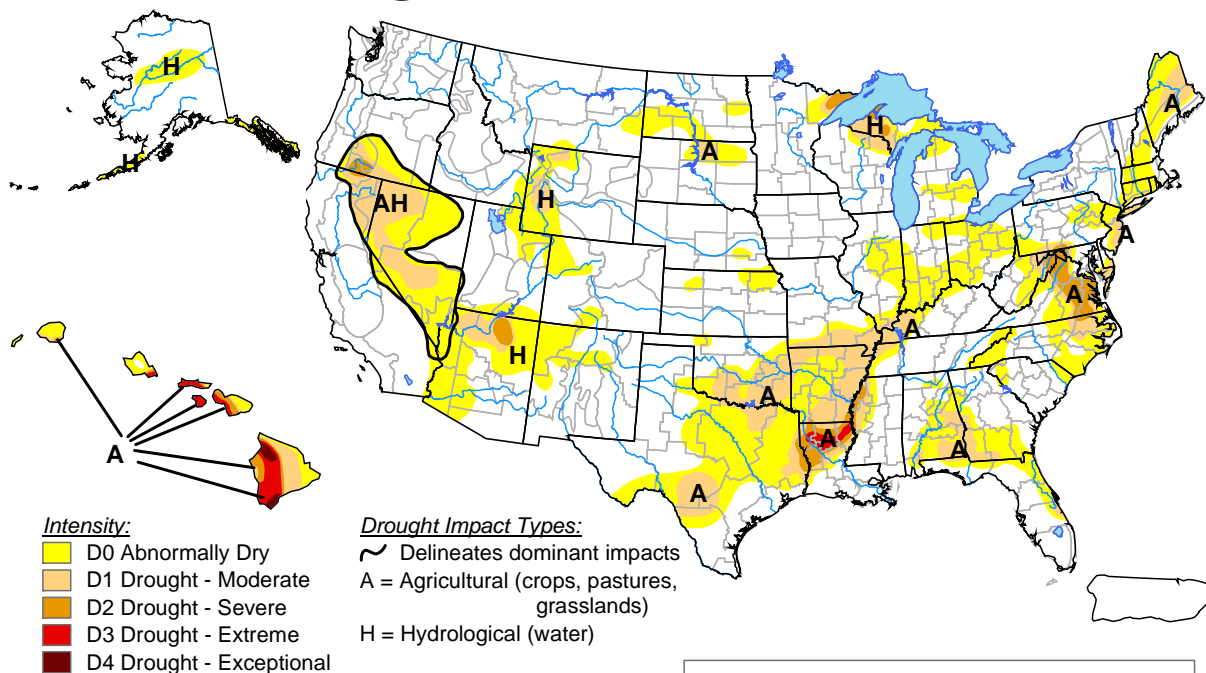 H
A
H
A
H
H
AH
A
A
A
H
A
A
A
A
A
Intensity:
D0 Abnormally Dry
D1 Drought - Moderate
D2 Drought - Severe
D3 Drought - Extreme
D4 Drought - Exceptional
Drought Impact Types:
Delineates dominant impacts
A = Agricultural (crops, pastures,
grasslands)
H = Hydrological (water)